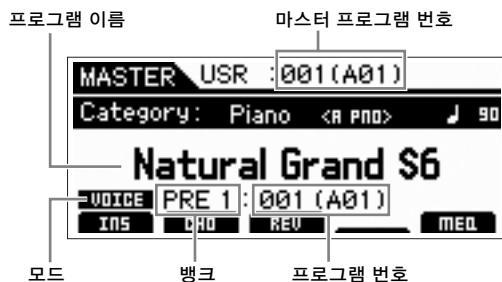 프로그램 이름 마스터 프로그램 번호
MASTER USR :001(A01)
Category: Piano <A PNO> ♩ 90
Natural Grand S6
VOICE PRE 1:001 (A01)
INS CHO REV MEQ
모드 뱅크 프로그램 번호